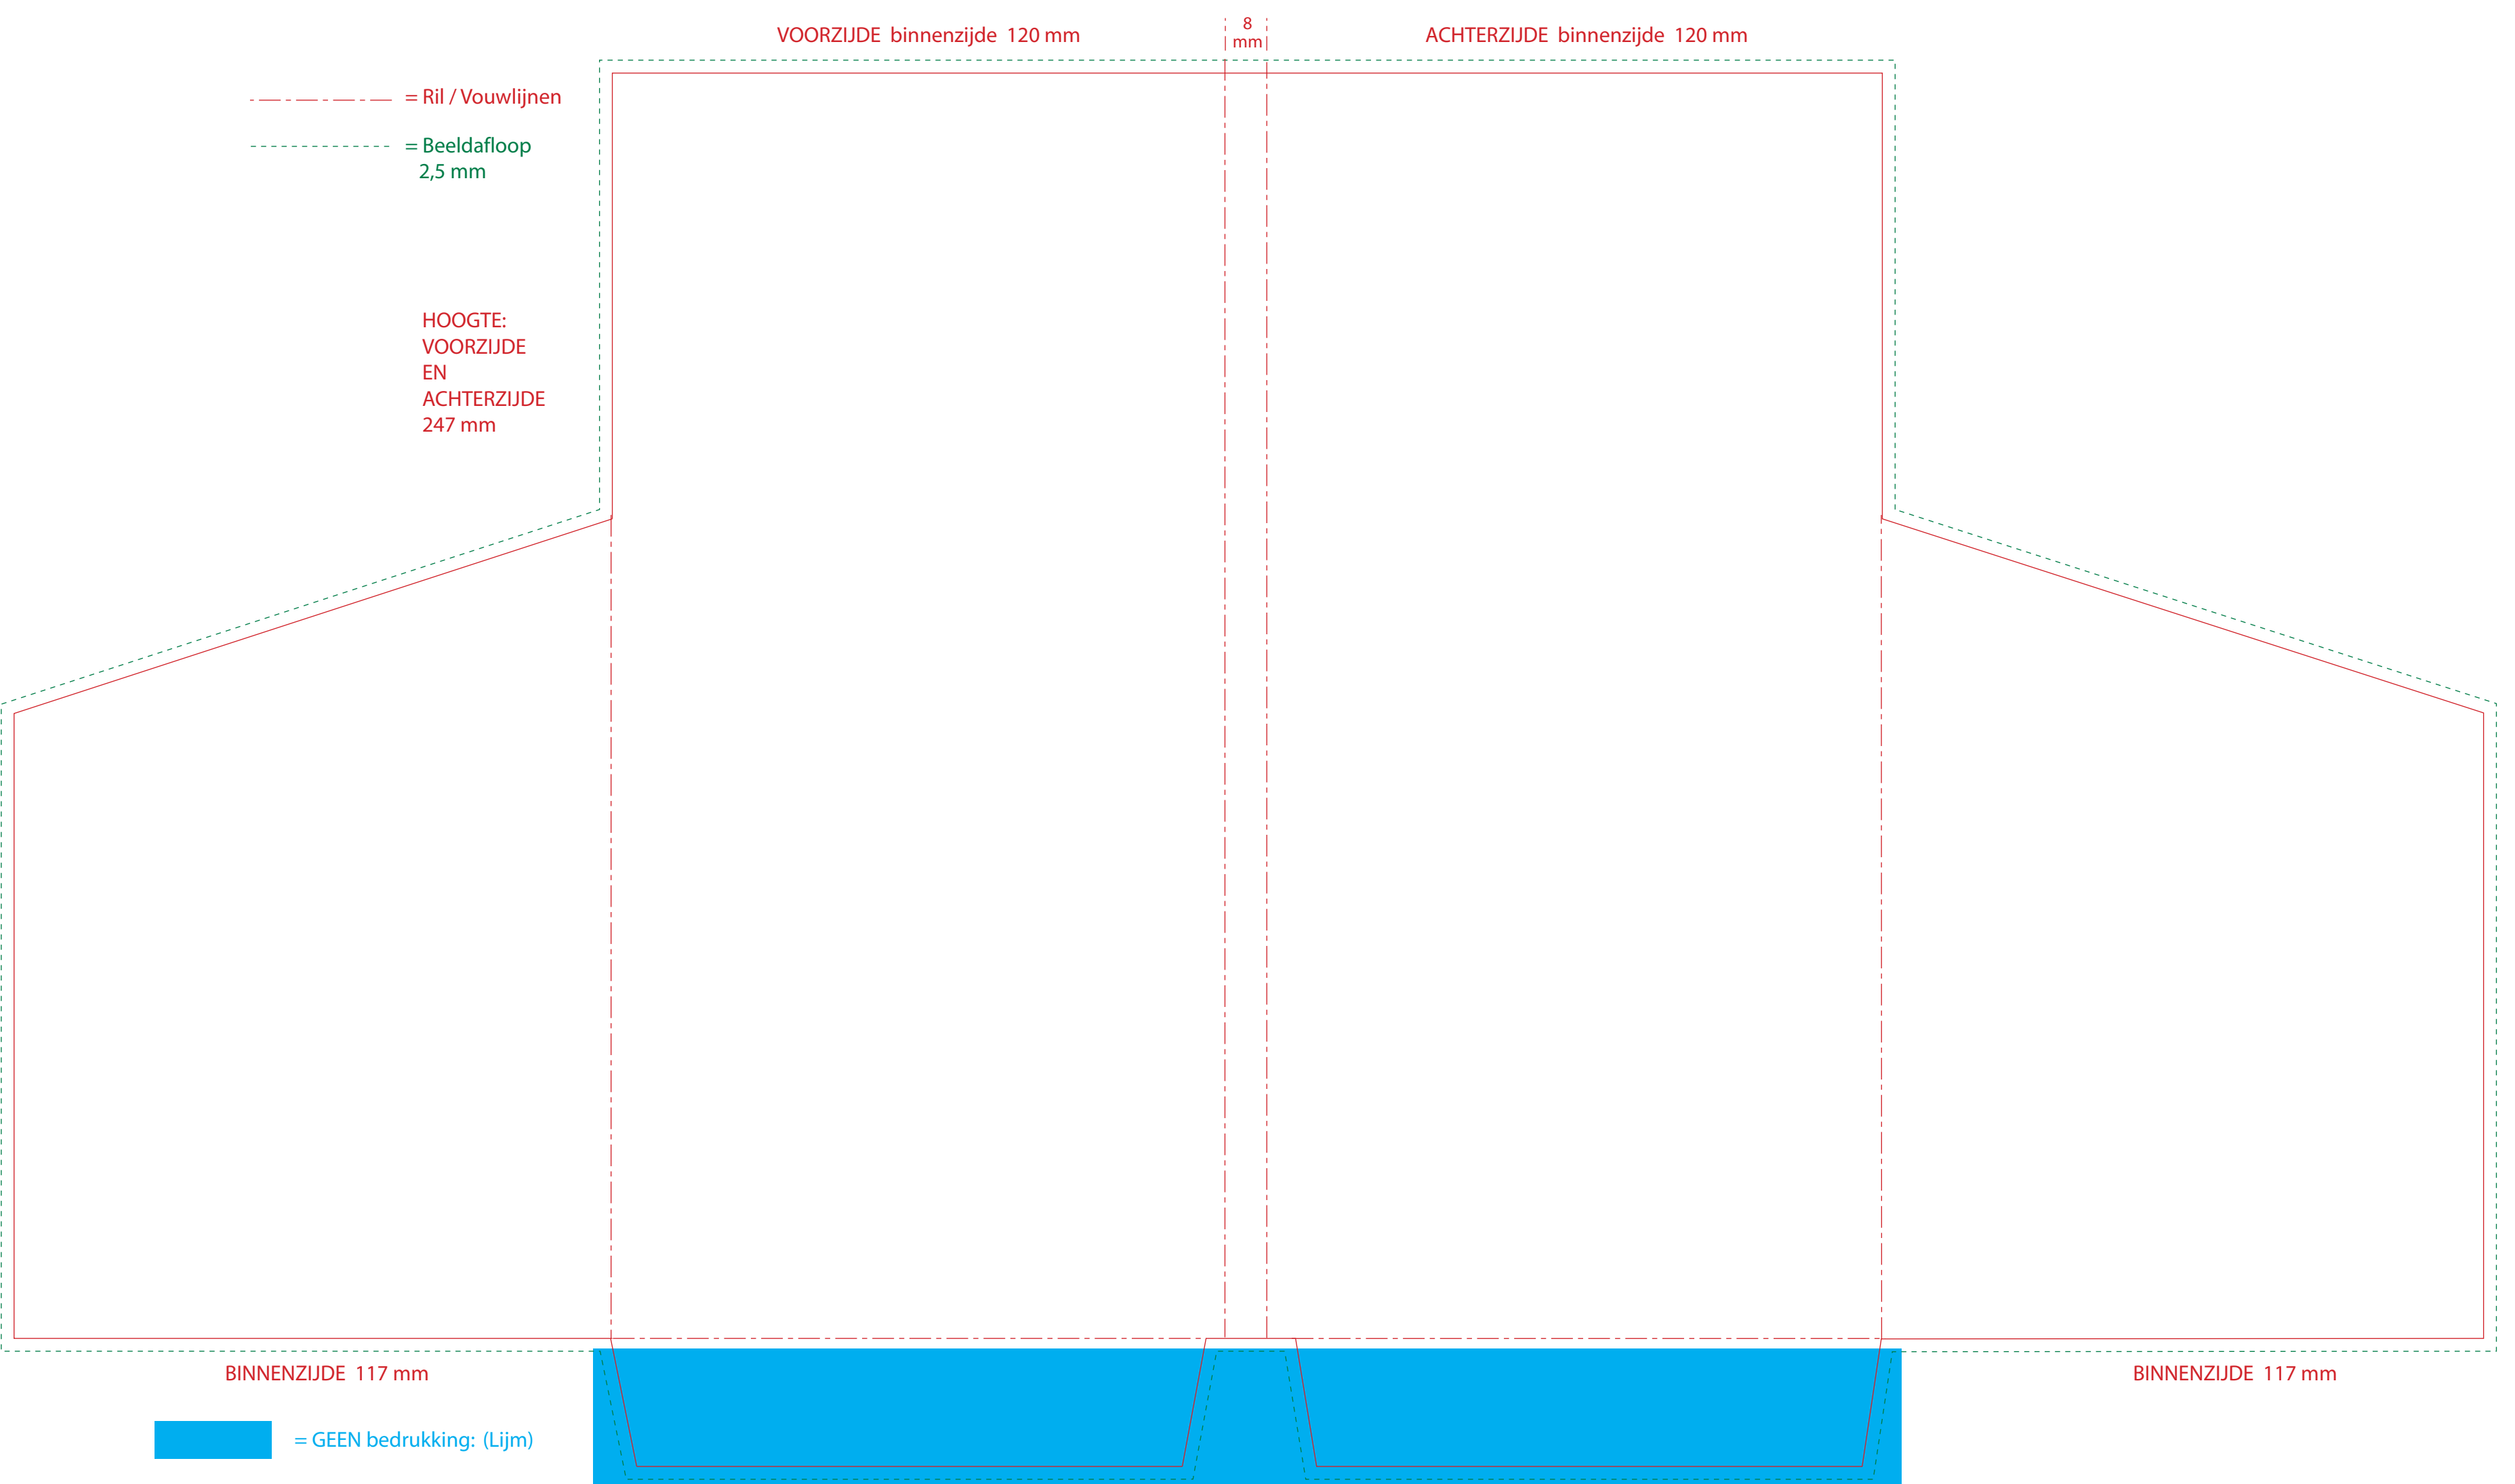 VOORZIJDE binnenzijde 120 mm
8
mm
ACHTERZIJDE binnenzijde 120 mm
= Ril / Vouwlijnen
= Beeldafloop
2,5 mm
HOOGTE:
VOORZIJDE
EN
ACHTERZIJDE
247 mm
BINNENZIJDE 117 mm
BINNENZIJDE 117 mm
= GEEN bedrukking: (Lijm)